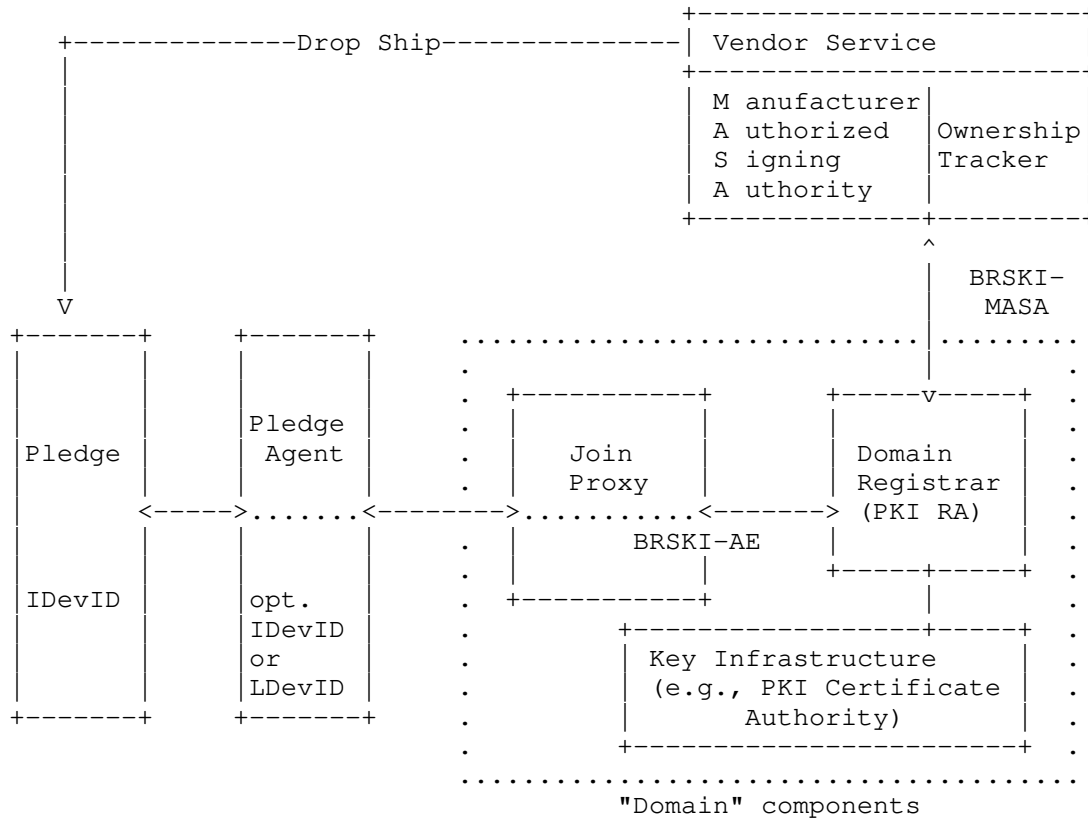 Drop Ship
Vendor Service
M anufacturer
A uthorized
S igning
A uthority
Ownership
Tracker
BRSKI-
MASA
Pledge
IDevID
Pledge
Agent
opt.
IDevID
or
LDevID
Join
Proxy
BRSKI-AE
Domain
Registrar
(PKI RA)
Key Infrastructure
(e.g., PKI Certificate
Authority)
"Domain" components